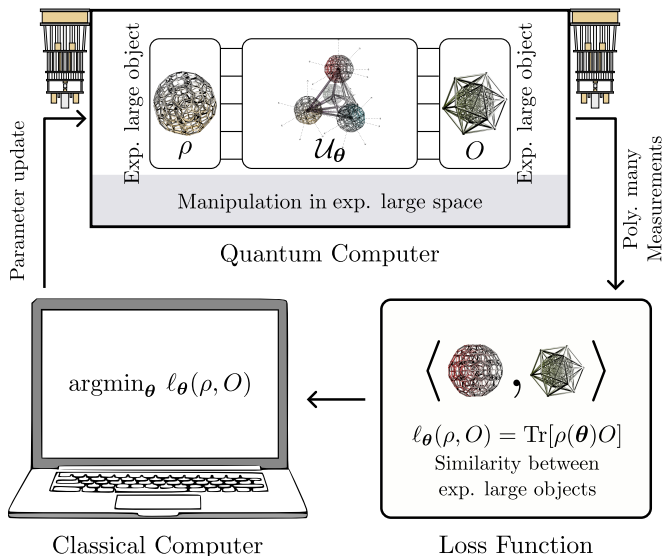 Exp. large object
ρ
𝒰_θ
O
Exp. large object
Manipulation in exp. large space
Quantum Computer
Parameter update
Poly. many
Measurements
argmin_θ ℓ_θ(ρ, O)
⟨ , ⟩
ℓ_θ(ρ, O) = Tr[ρ(θ)O]
Similarity between
exp. large objects
Classical Computer
Loss Function